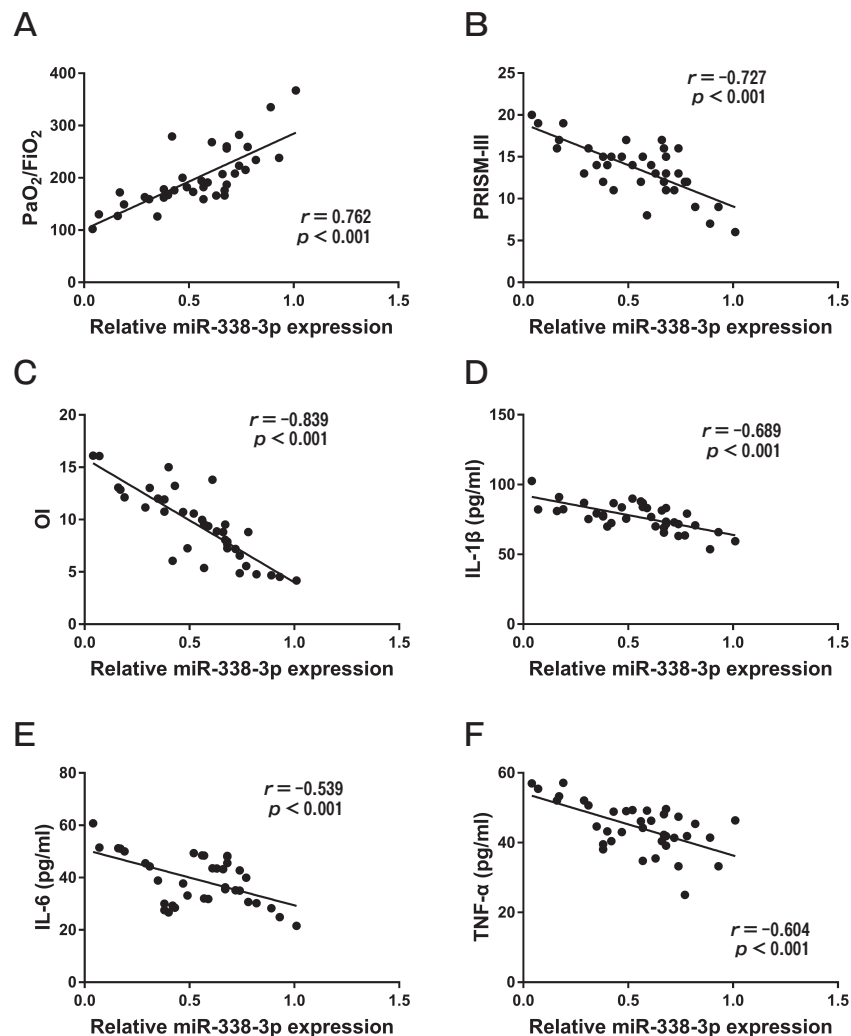 A
PaO₂/FiO₂
400
300
200
100
0
r = 0.762
p < 0.001
0.0 0.5 1.0 1.5
Relative miR-338-3p expression
B
PRISM-III
25
20
15
10
5
0
r = −0.727
p < 0.001
0.0 0.5 1.0 1.5
Relative miR-338-3p expression
C
OI
20
15
10
5
0
r = −0.839
p < 0.001
0.0 0.5 1.0 1.5
Relative miR-338-3p expression
D
IL-1β (pg/ml)
150
100
50
0
r = −0.689
p < 0.001
0.0 0.5 1.0 1.5
Relative miR-338-3p expression
E
IL-6 (pg/ml)
80
60
40
20
0
r = −0.539
p < 0.001
0.0 0.5 1.0 1.5
Relative miR-338-3p expression
F
TNF-α (pg/ml)
60
40
20
0
r = −0.604
p < 0.001
0.0 0.5 1.0 1.5
Relative miR-338-3p expression